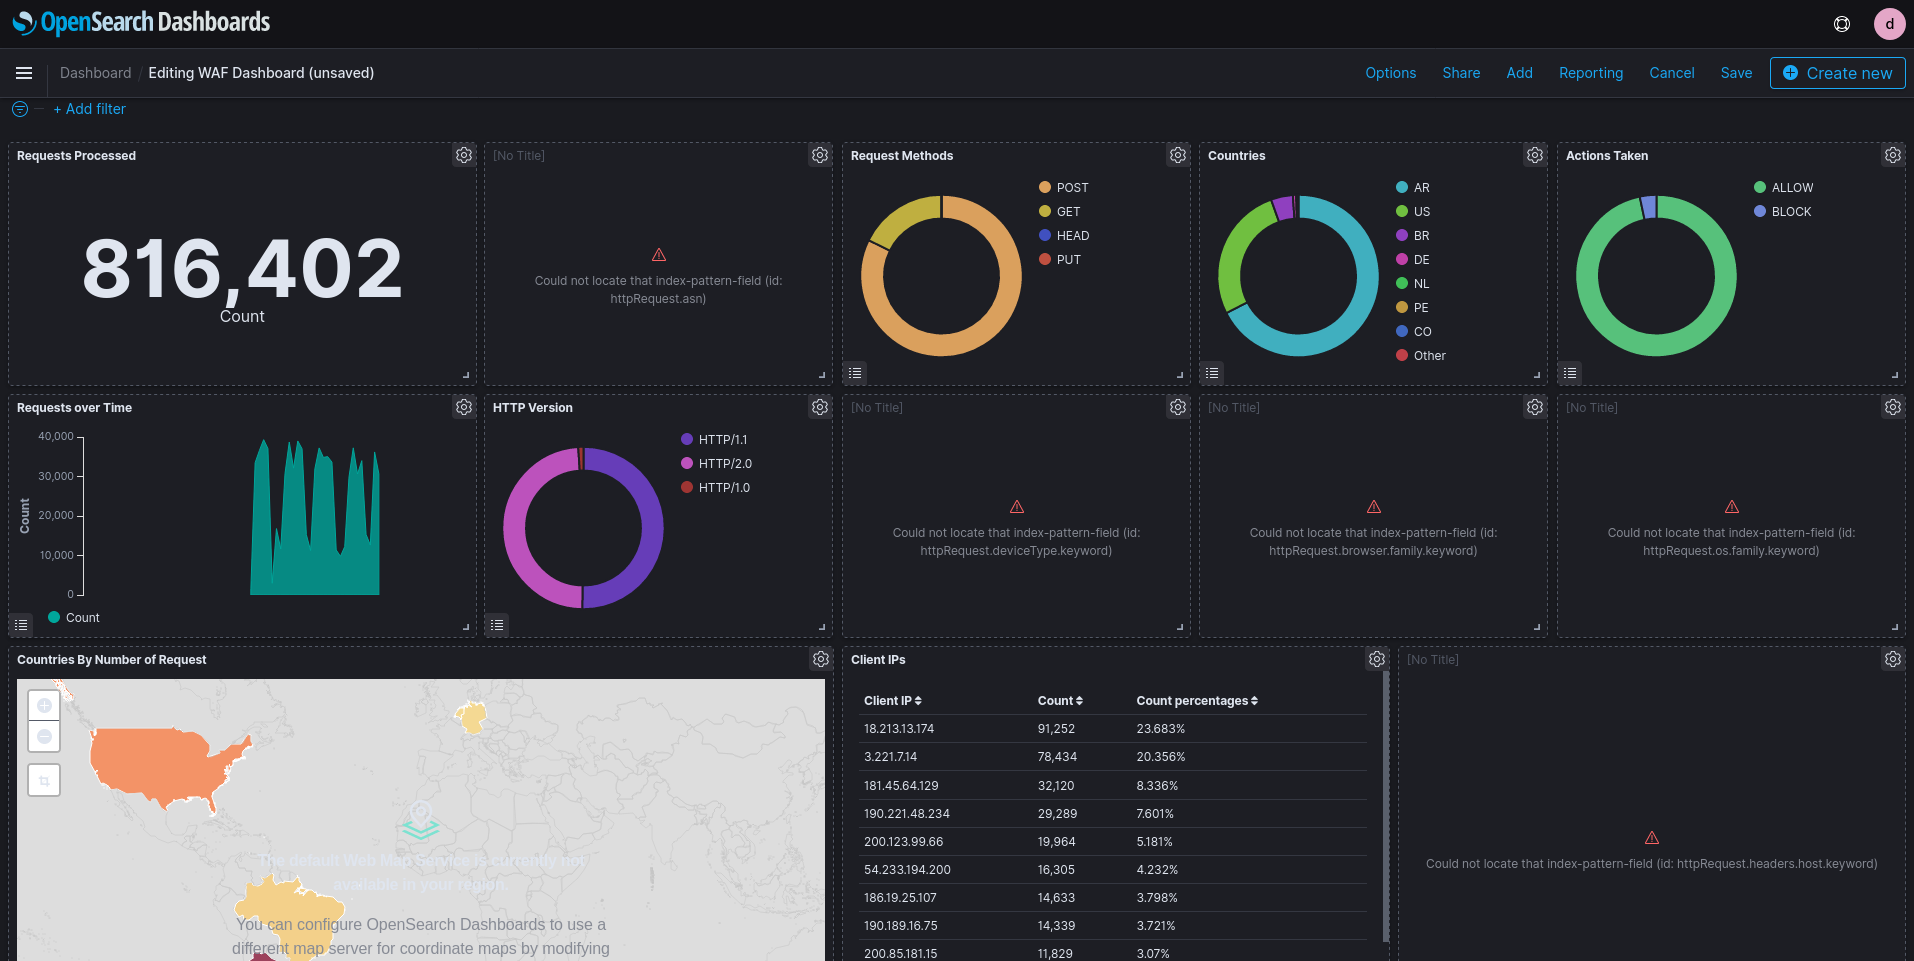 OpenSearch Dashboards
d
Dashboard / Editing WAF Dashboard (unsaved)
Options Share Add Reporting Cancel Save Create new
+ Add filter
Requests Processed
816,402
Count
[No Title]
Could not locate that index-pattern-field (id:
httpRequest.asn)
Request Methods
POST
GET
HEAD
PUT
Countries
AR
US
BR
DE
NL
PE
CO
Other
Actions Taken
ALLOW
BLOCK
Requests over Time
40,000
30,000
20,000
10,000
0
Count
Count
HTTP Version
HTTP/1.1
HTTP/2.0
HTTP/1.0
[No Title]
Could not locate that index-pattern-field (id:
httpRequest.deviceType.keyword)
[No Title]
Could not locate that index-pattern-field (id:
httpRequest.browser.family.keyword)
[No Title]
Could not locate that index-pattern-field (id:
httpRequest.os.family.keyword)
Countries By Number of Request
The default Web Map Service is currently not
available in your region.
You can configure OpenSearch Dashboards to use a
different map server for coordinate maps by modifying
Client IPs
Client IP Count Count percentages
18.213.13.174 91,252 23.683%
3.221.7.14 78,434 20.356%
181.45.64.129 32,120 8.336%
190.221.48.234 29,289 7.601%
200.123.99.66 19,964 5.181%
54.233.194.200 16,305 4.232%
186.19.25.107 14,633 3.798%
190.189.16.75 14,339 3.721%
200.85.181.15 11,829 3.07%
[No Title]
Could not locate that index-pattern-field (id: httpRequest.headers.host.keyword)